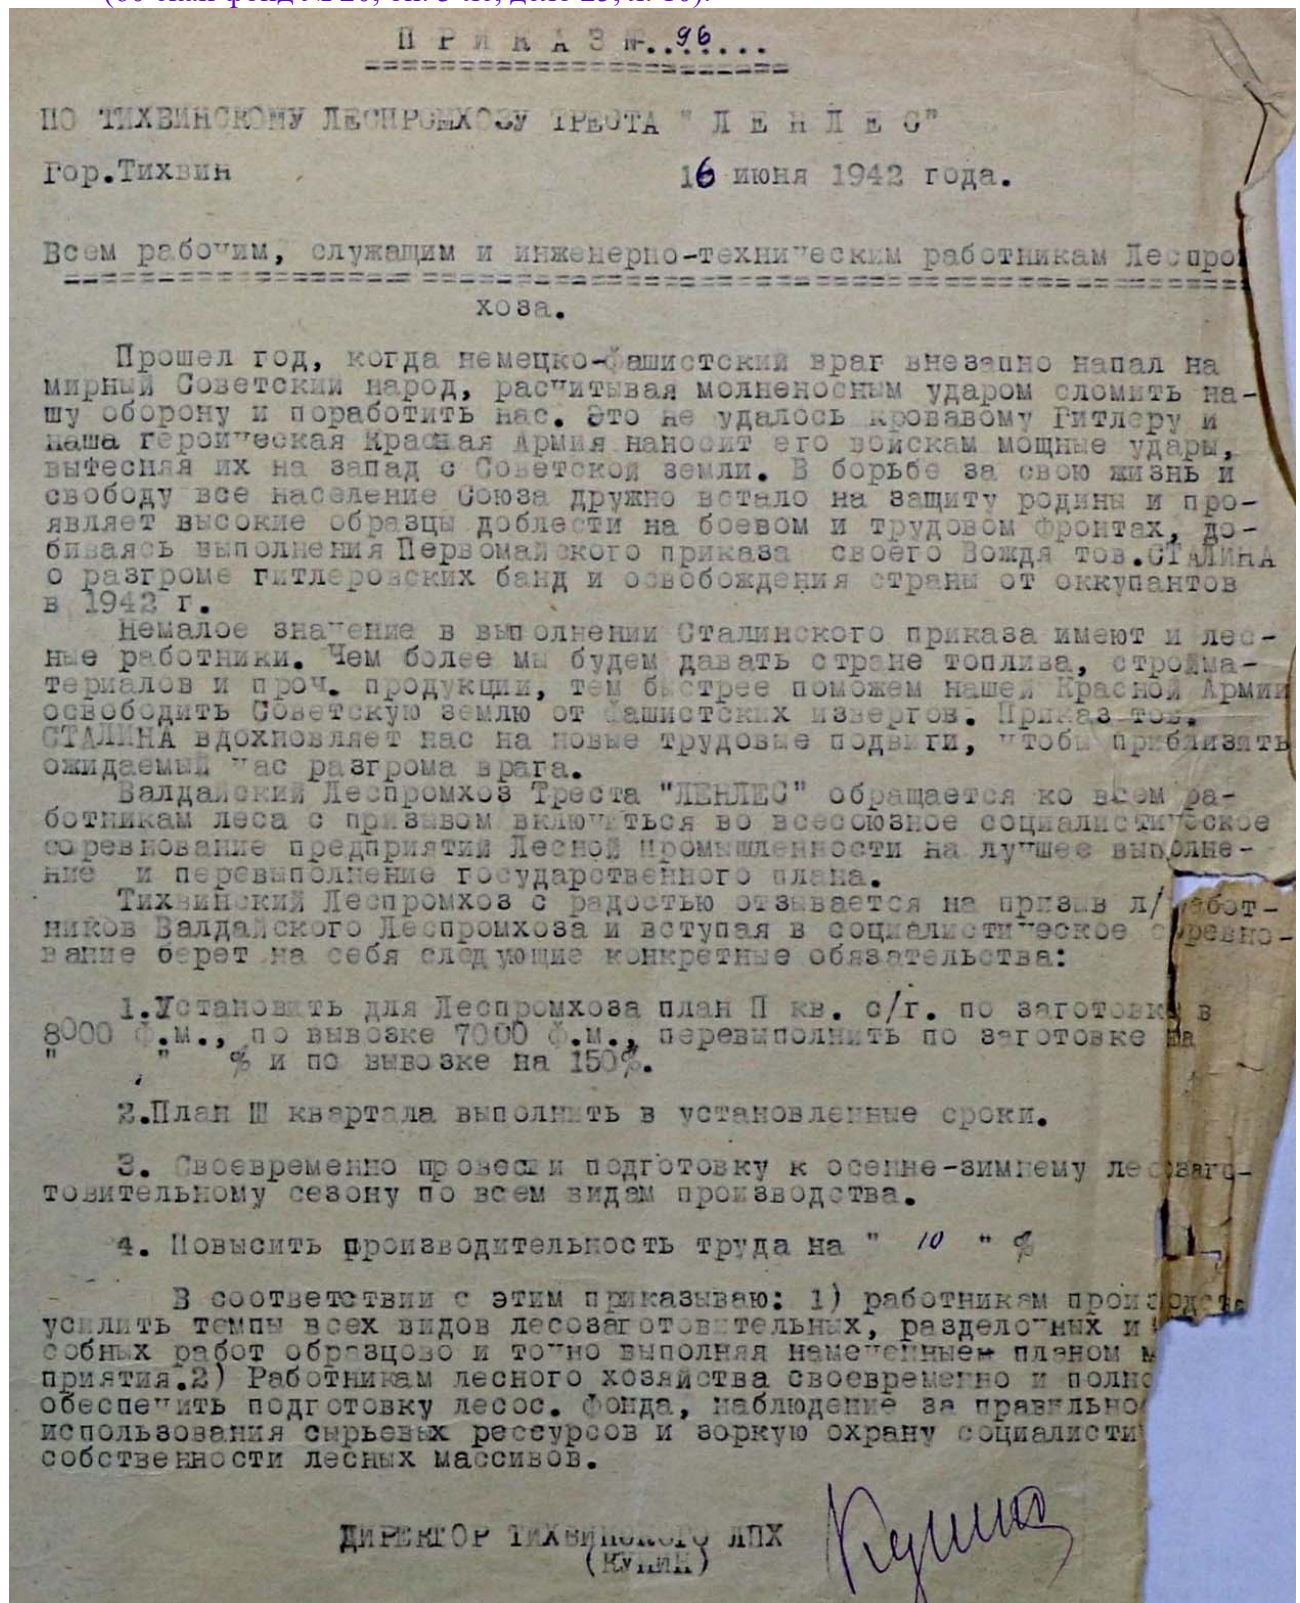 П Р И К А З №..96...
ПО ТИХВИНСКОМУ ЛЕСПРОМХОЗУ ТРЕСТА "Л Е Н Л Е С"
Гор.Тихвин 16 июня 1942 года.
Всем рабочим, служащим и инженерно-техническим работникам Леспро
хоза.
Прошел год, когда немецко-фашистский враг внезапно напал на
мирный Советский народ, расчитывая молненосным ударом сломить на-
шу оборону и поработить нас. Это не удалось кровавому Гитлеру и
наша героическая Красная Армия наносит его войскам мощные удары,
вытесняя их на запад с Советской земли. В борьбе за свою жизнь и
свободу все население Союза дружно встало на защиту родины и про-
являет высокие образцы доблести на боевом и трудовом фронтах, до-
биваясь выполнения Первомайского приказа своего Вождя тов.СТАЛИНА
о разгроме гитлеровских банд и освобождения страны от оккупантов
в 1942 г.
Немалое значение в выполнении Сталинского приказа имеют и лес-
ные работники. Чем более мы будем давать стране топлива, стройма-
териалов и проч. продукции, тем быстрее поможем нашей Красной Армии
освободить Советскую землю от фашистских извергов. Приказ тов.
СТАЛИНА вдохновляет нас на новые трудовые подвиги, чтобы приблизить
ожидаемый час разгрома врага.
Валдайский Леспромхоз Треста "ЛЕНЛЕС" обращается ко всем ра-
ботникам леса с призывом включиться во всесоюзное социалистическое
соревнование предприятий Лесной промышленности на лучшее выполне-
ние и перевыполнение государственного плана.
Тихвинский Леспромхоз с радостью отзывается на призыв л/работ-
ников Валдайского Леспромхоза и вступая в социалистическое соревно-
вание берет на себя следующие конкретные обязательства:
1.Установить для Леспромхоза план П кв. с/г. по заготовке в
8000 ф.м., по вывозке 7000 ф.м., перевыполнить по заготовке на
" " % и по вывозке на 150%.
2.План Ш квартала выполнить в установленные сроки.
3. Своевременно провести подготовку к осенне-зимнему лесозаго-
товительному сезону по всем видам производства.
4. Повысить производительность труда на " 10 " %
В соответствии с этим приказываю: 1) работникам производств
усилить темпы всех видов лесозаготовительных, разделочных и
собных работ образцово и точно выполняя намеченные планом м
приятия.2) Работникам лесного хозяйства своевременно и полно
обеспечить подготовку лесос. фонда, наблюдение за правильно
использования сырьевых рессурсов и зоркую охрану социалисти
собственности лесных массивов.
ДИРЕКТОР ТИХВИНСКОГО ЛПХ
(КУНИН)